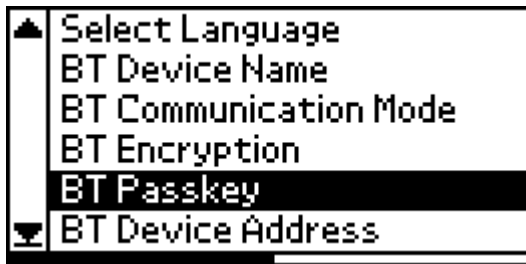 Select Language
BT Device Name
BT Communication Mode
BT Encryption
BT Passkey
BT Device Address